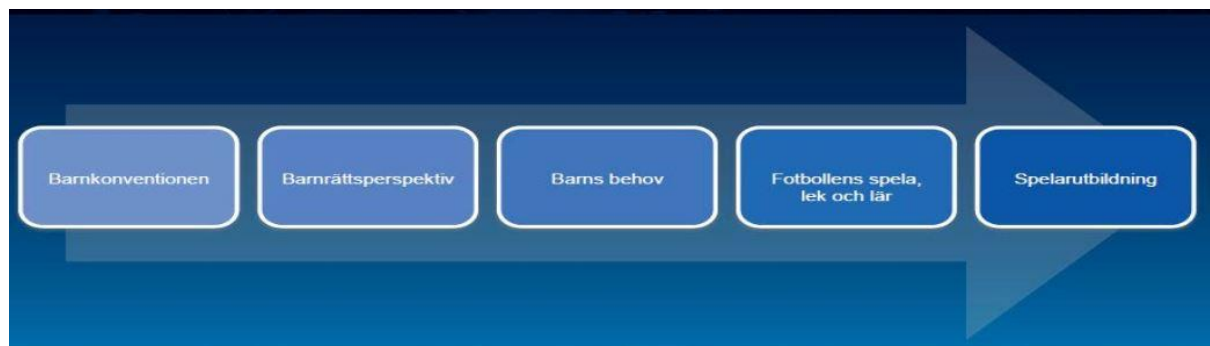 Barnkonventionen
Barnrättsperspektiv
Barns behov
Fotbollens spela,
lek och lär
Spelarutbildning